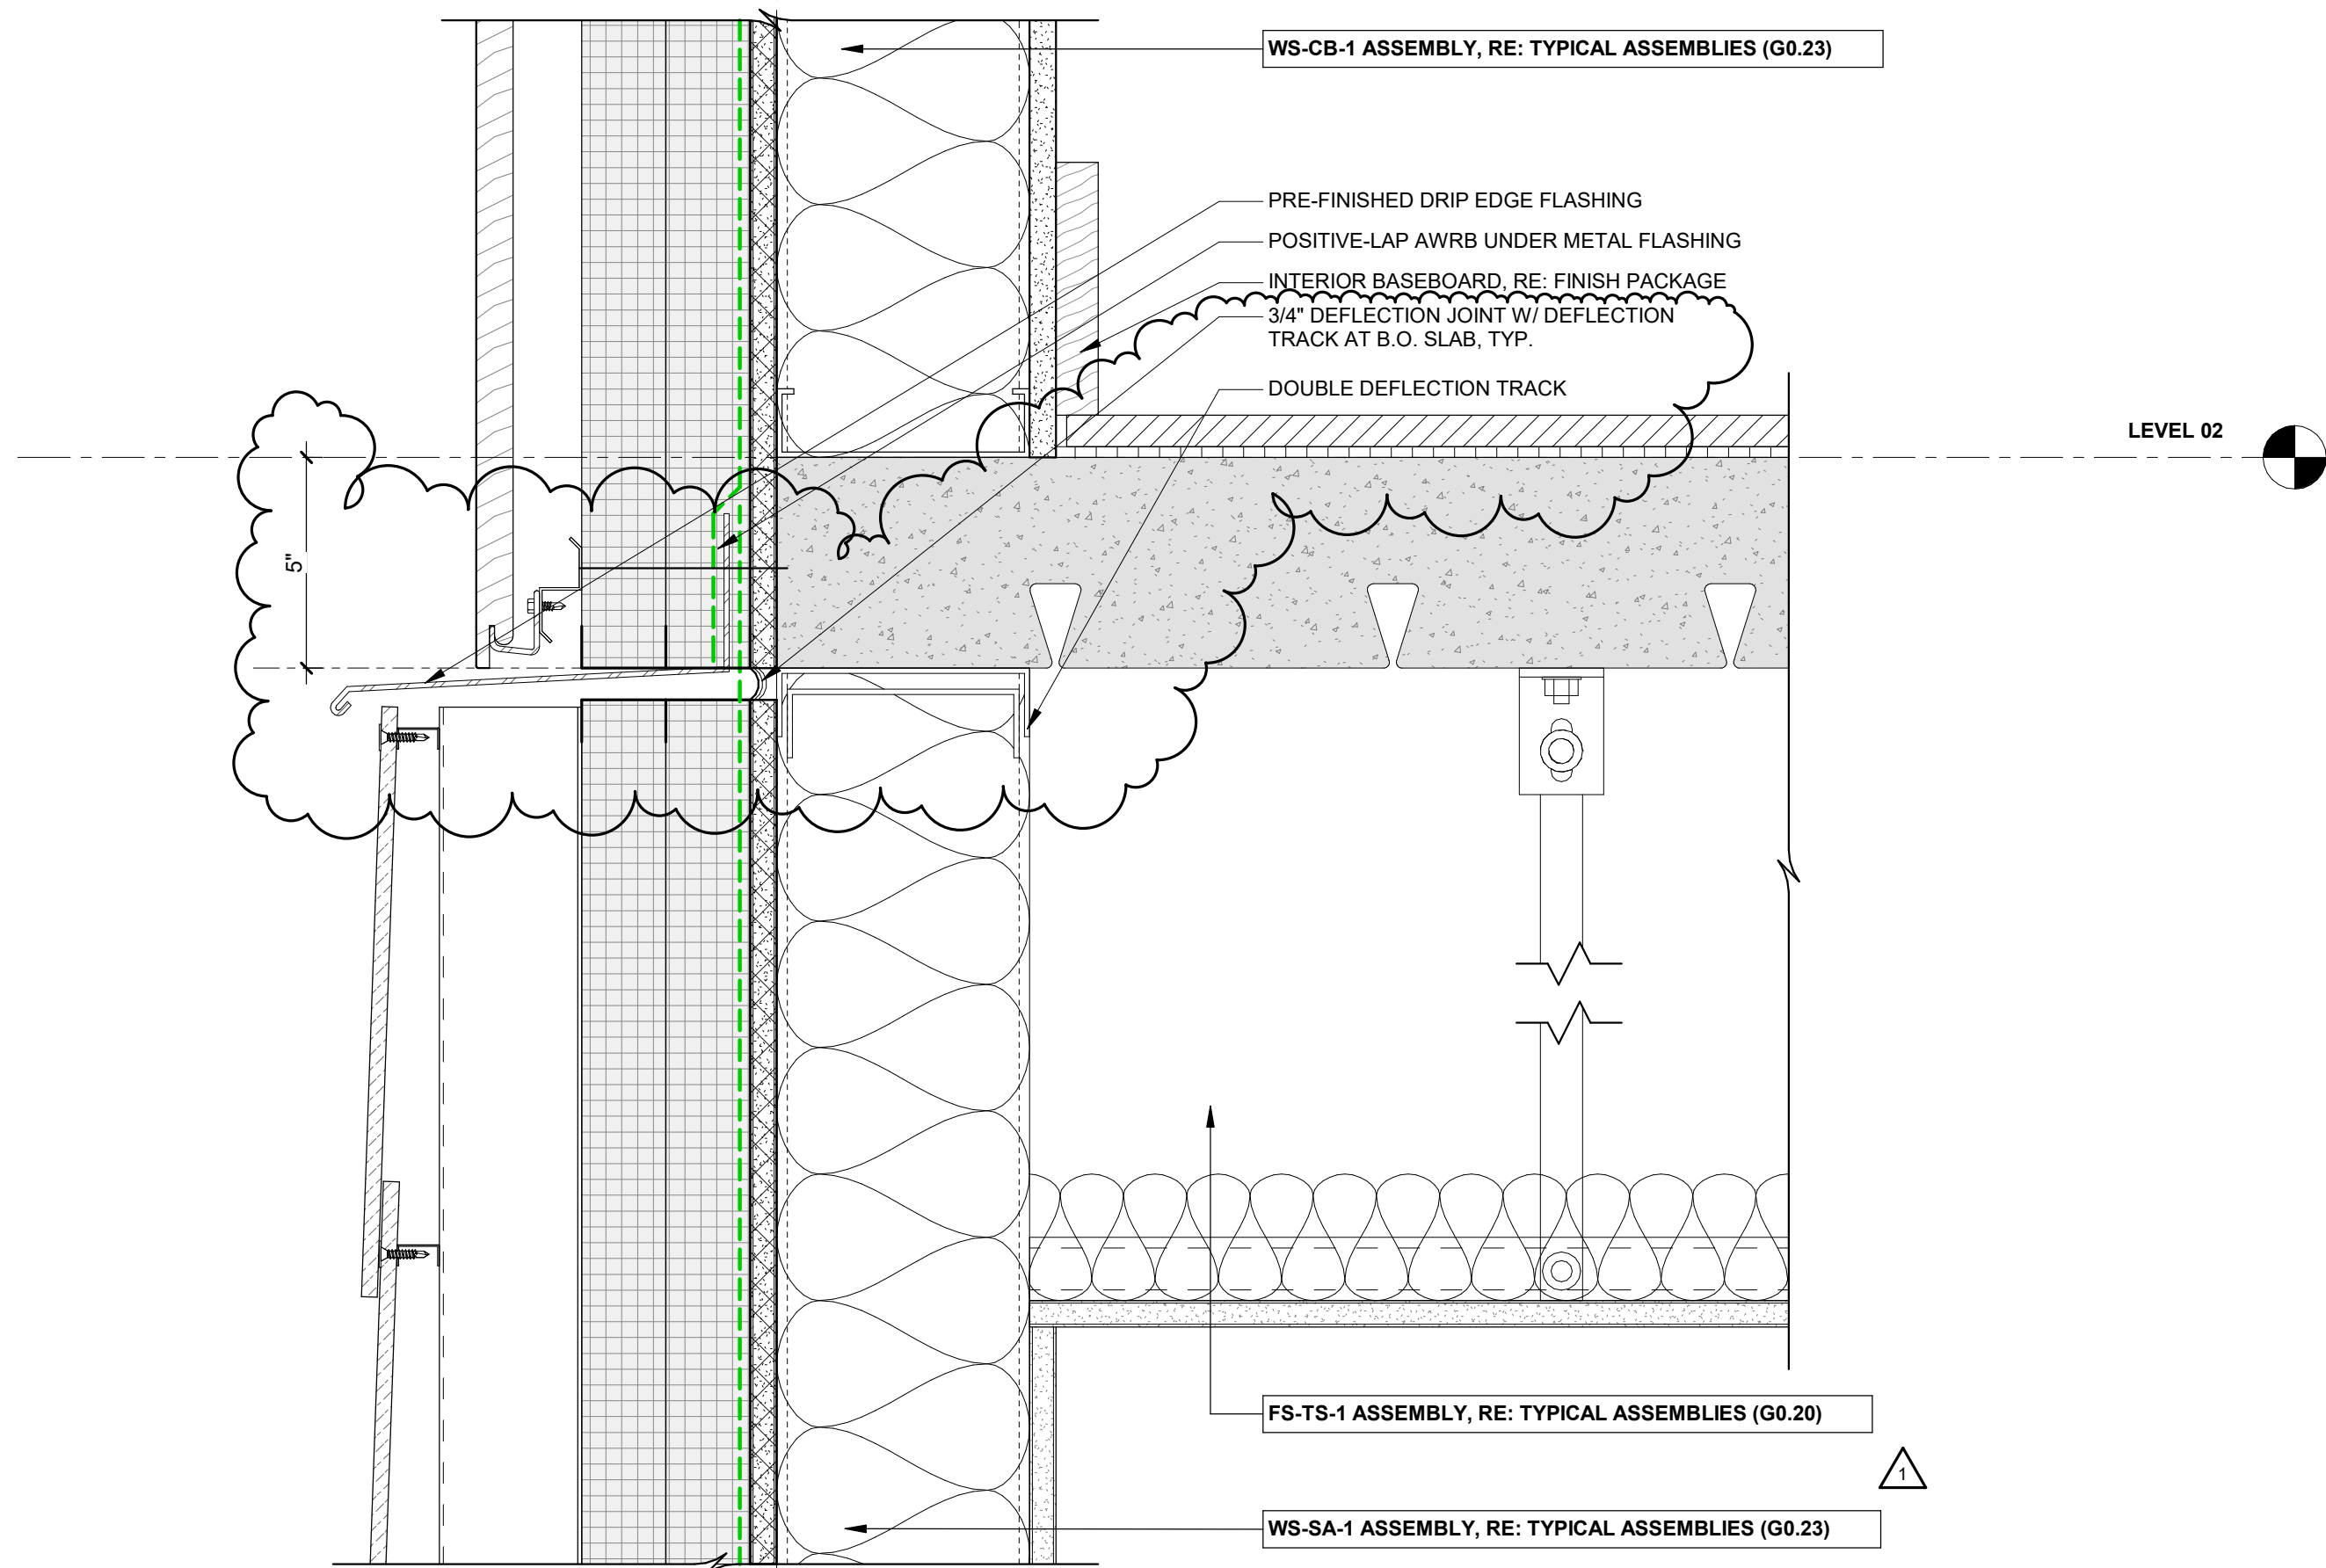 WS-CB-1 ASSEMBLY, RE: TYPICAL ASSEMBLIES (G0.23)
PRE-FINISHED DRIP EDGE FLASHING
POSITIVE-LAP AWRB UNDER METAL FLASHING
INTERIOR BASEBOARD, RE: FINISH PACKAGE
3/4" DEFLECTION JOINT W/ DEFLECTION
TRACK AT B.O. SLAB, TYP.
DOUBLE DEFLECTION TRACK
LEVEL 02
5"
FS-TS-1 ASSEMBLY, RE: TYPICAL ASSEMBLIES (G0.20)
1
WS-SA-1 ASSEMBLY, RE: TYPICAL ASSEMBLIES (G0.23)